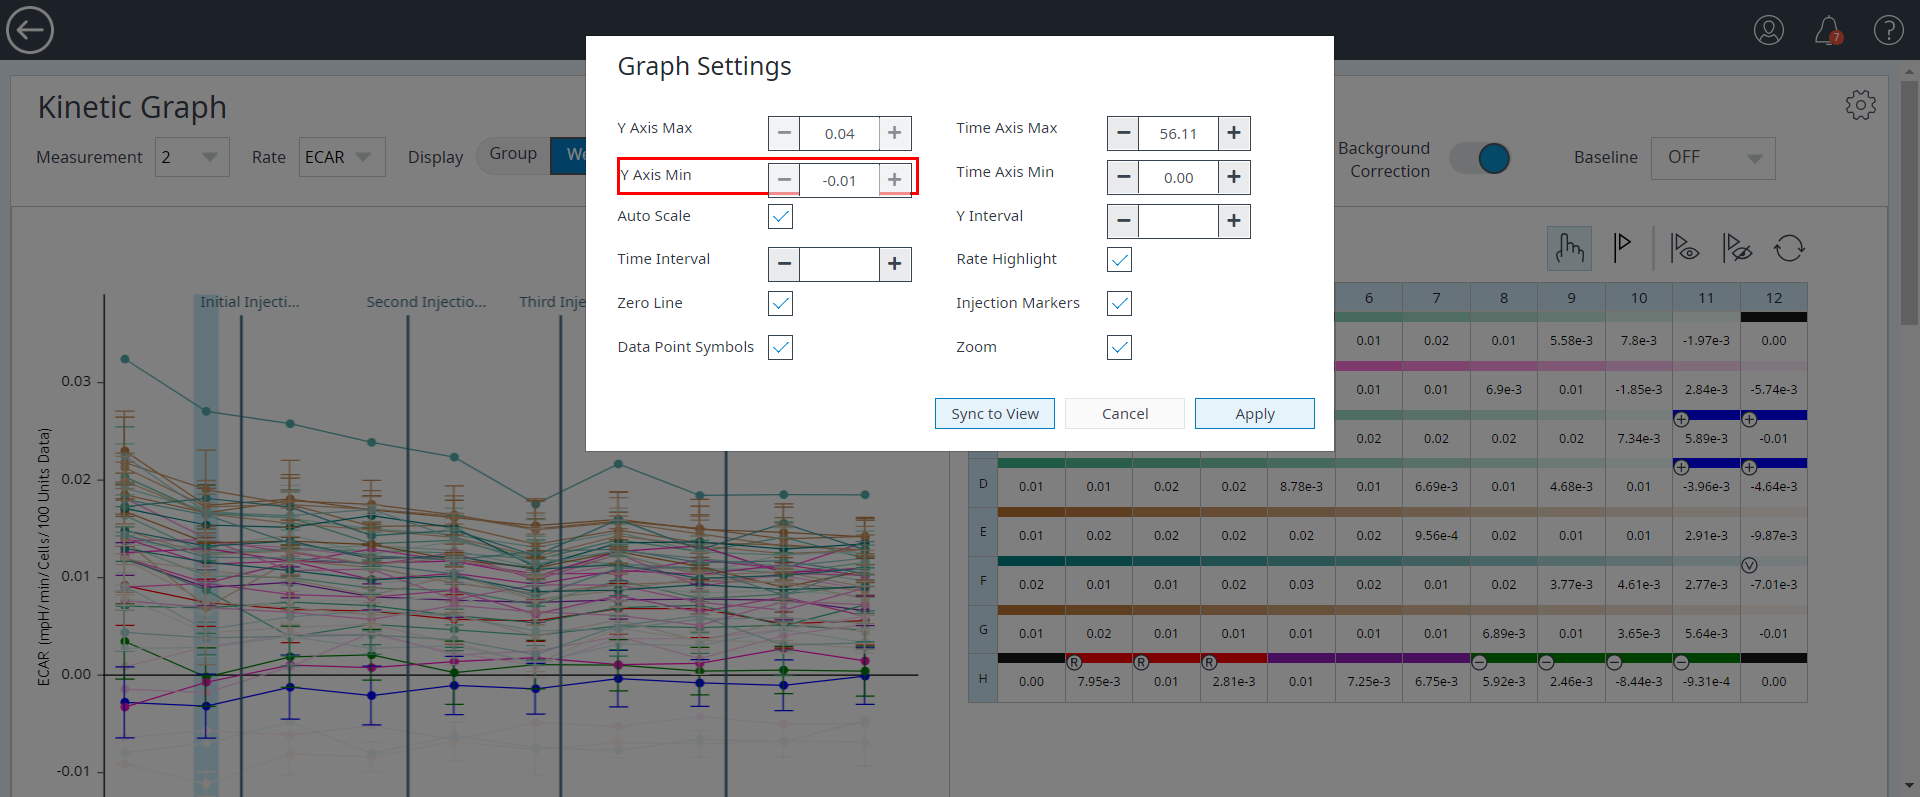 7
?
Kinetic Graph
Measurement 2 Rate ECAR Display Group We
Background Correction Baseline OFF
Graph Settings
Y Axis Max 0.04 Time Axis Max 56.11
Y Axis Min -0.01 Time Axis Min 0.00
Auto Scale Y Interval
Time Interval Rate Highlight
Zero Line Injection Markers
Data Point Symbols Zoom
Sync to View Cancel Apply
Initial Injecti... Second Injectio... Third Inje
ECAR (mpH/min/Cells/100 Units Data)
0.03
0.02
0.01
0.00
-0.01
6 7 8 9 10 11 12
0.01 0.02 0.01 5.58e-3 7.8e-3 -1.97e-3 0.00
0.01 0.01 6.9e-3 0.01 -1.85e-3 2.84e-3 -5.74e-3
0.02 0.02 0.02 0.02 7.34e-3 5.89e-3 -0.01
D 0.01 0.01 0.02 0.02 8.78e-3 0.01 6.69e-3 0.01 4.68e-3 0.01 -3.96e-3 -4.64e-3
E 0.01 0.02 0.02 0.02 0.02 0.02 9.56e-4 0.02 0.01 0.01 2.91e-3 -9.87e-3
V
F 0.02 0.01 0.01 0.02 0.03 0.02 0.01 0.02 3.77e-3 4.61e-3 2.77e-3 -7.01e-3
G 0.01 0.02 0.01 0.01 0.01 0.01 0.01 6.89e-3 0.01 3.65e-3 5.64e-3 -0.01
R R R
H 0.00 7.95e-3 0.01 2.81e-3 0.01 7.25e-3 6.75e-3 5.92e-3 2.46e-3 -8.44e-3 -9.31e-4 0.00